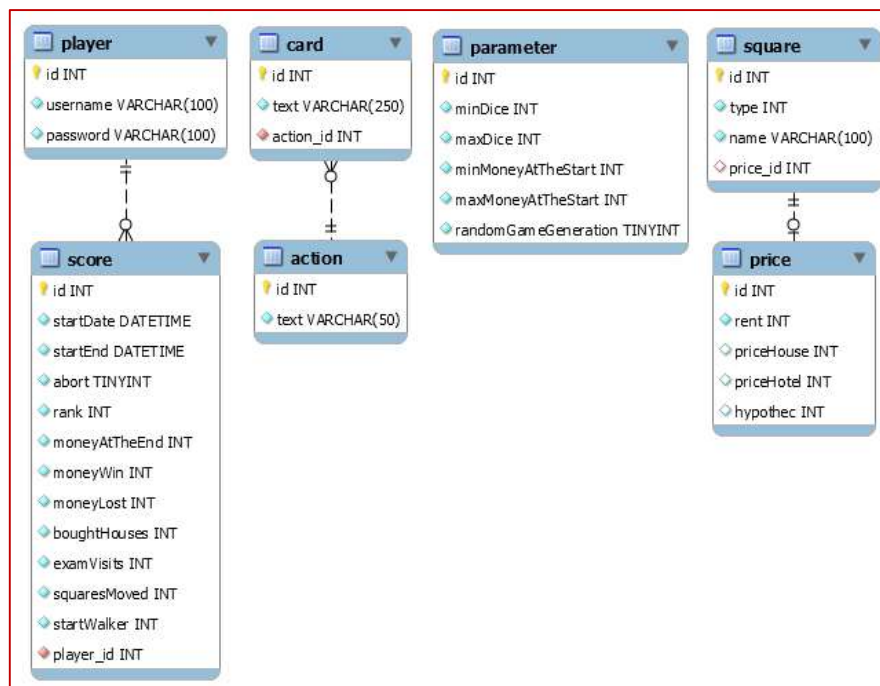 player
id INT
username VARCHAR(100)
password VARCHAR(100)
card
id INT
text VARCHAR(250)
action_id INT
parameter
id INT
minDice INT
maxDice INT
minMoneyAtTheStart INT
maxMoneyAtTheStart INT
randomGameGeneration TINYINT
square
id INT
type INT
name VARCHAR(100)
price_id INT
score
id INT
startDate DATETIME
startEnd DATETIME
abort TINYINT
rank INT
moneyAtTheEnd INT
moneyWin INT
moneyLost INT
boughtHouses INT
examVisits INT
squaresMoved INT
startWalker INT
player_id INT
action
id INT
text VARCHAR(50)
price
id INT
rent INT
priceHouse INT
priceHotel INT
hypothec INT